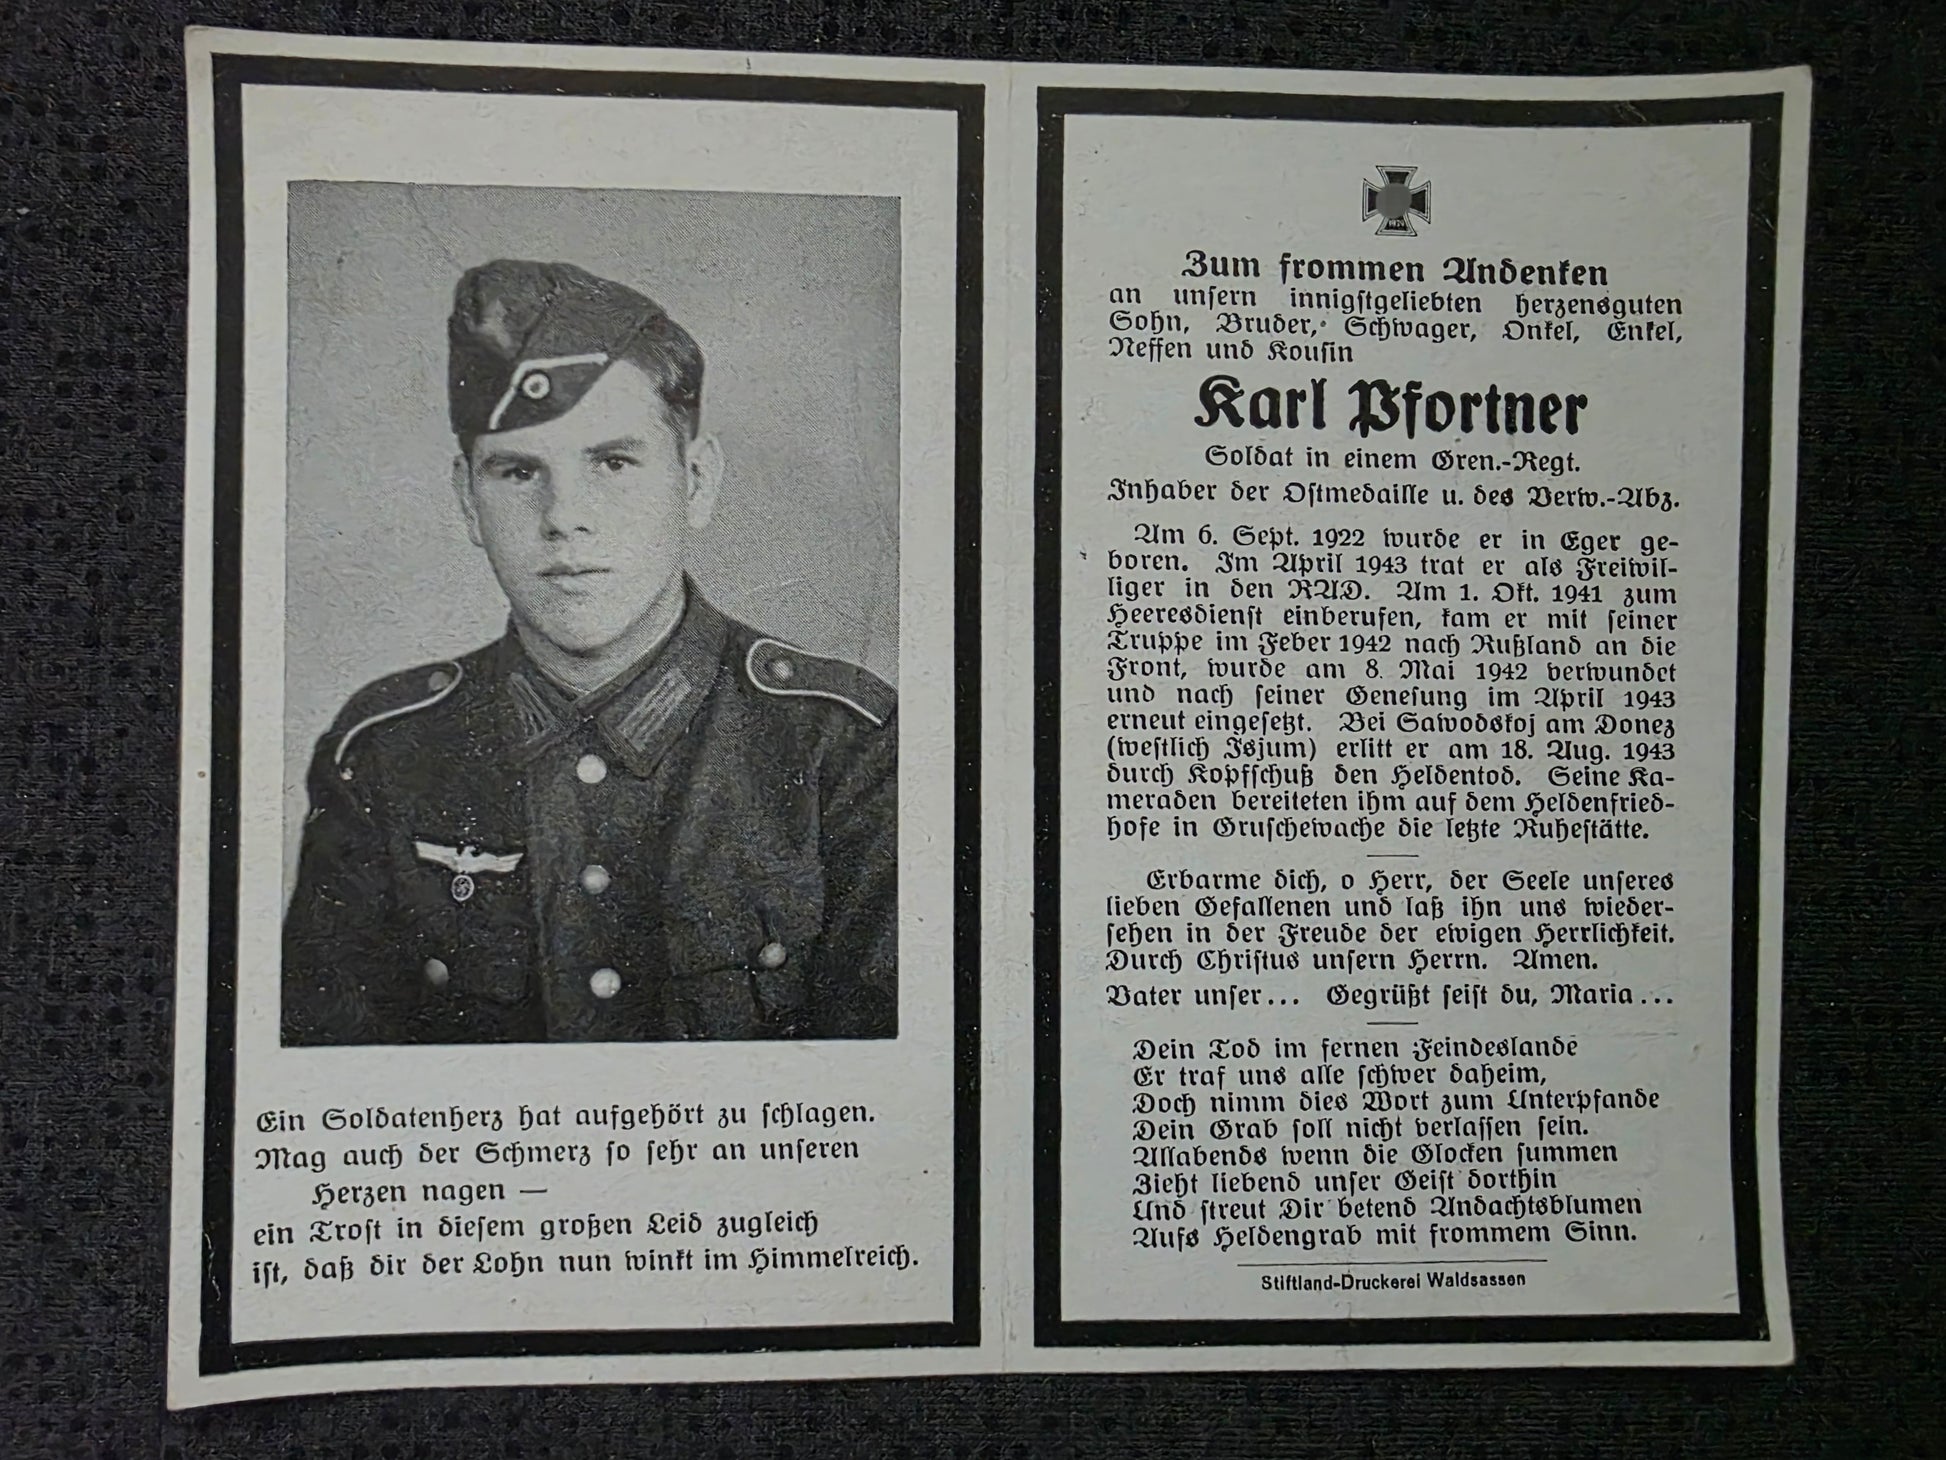 Ein Soldatenherz hat aufgehört zu schlagen.
Mag auch der Schmerz so sehr an unseren
Herzen nagen —
ein Trost in diesem großen Leid zugleich
ist, daß dir der Lohn nun winkt im Himmelreich.
1939
Zum frommen Andenken
an unsern innigstgeliebten herzensguten
Sohn, Bruder, Schwager, Onkel, Enkel,
Neffen und Kousin
Karl Pfortner
Soldat in einem Gren.-Regt.
Inhaber der Ostmedaille u. des Verw.-Abz.
Am 6. Sept. 1922 wurde er in Eger ge-
boren. Im April 1943 trat er als Freiwil-
liger in den RAD. Am 1. Okt. 1941 zum
Heeresdienst einberufen, kam er mit seiner
Truppe im Feber 1942 nach Rußland an die
Front, wurde am 8. Mai 1942 verwundet
und nach seiner Genesung im April 1943
erneut eingesetzt. Bei Sawodskoj am Donez
(westlich Isjum) erlitt er am 18. Aug. 1943
durch Kopfschuß den Heldentod. Seine Ka-
meraden bereiteten ihm auf dem Heldenfried-
hofe in Gruschewache die letzte Ruhestätte.
Erbarme dich, o Herr, der Seele unseres
lieben Gefallenen und laß ihn uns wieder-
sehen in der Freude der ewigen Herrlichkeit.
Durch Christus unsern Herrn. Amen.
Vater unser... Gegrüßt seist du, Maria...
Dein Tod im fernen Feindeslande
Er traf uns alle schwer daheim,
Doch nimm dies Wort zum Unterpfande
Dein Grab soll nicht verlassen sein.
Allabends wenn die Glocken summen
Zieht liebend unser Geist dorthin
Und streut Dir betend Andachtsblumen
Aufs Heldengrab mit frommem Sinn.
Stiftland-Druckerei Waldsassen